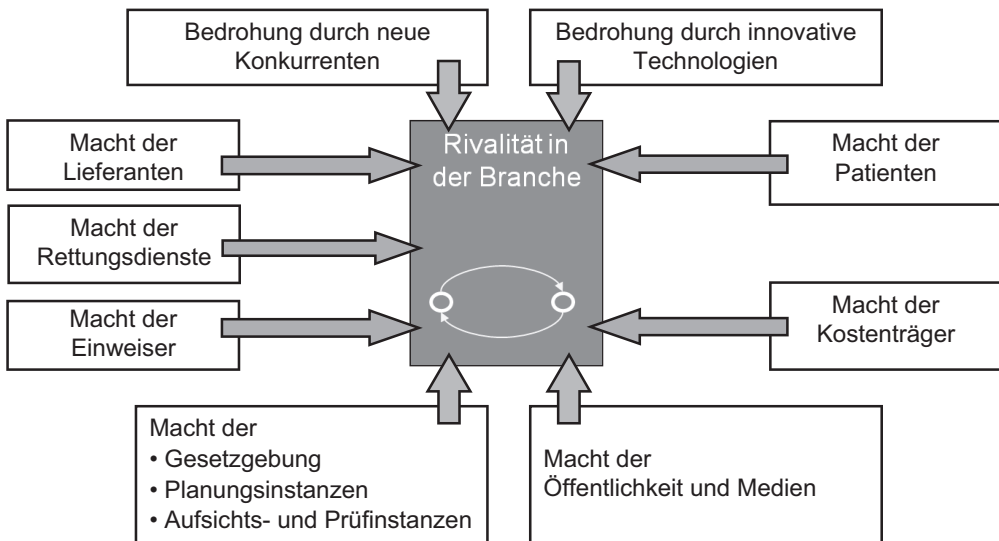 Bedrohung durch neue
Konkurrenten
Bedrohung durch innovative
Technologien
Macht der
Lieferanten
Rivalität in
der Branche
Macht der
Patienten
Macht der
Rettungsdienste
Macht der
Einweiser
Macht der
Kostenträger
Macht der
• Gesetzgebung
• Planungsinstanzen
• Aufsichts- und Prüfinstanzen
Macht der
Öffentlichkeit und Medien